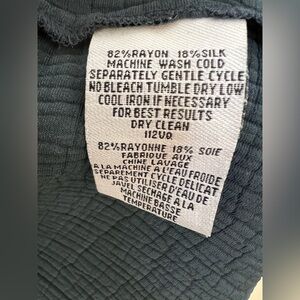 82%RAYON 18%SILK
MACHINE WASH COLD
SEPARATELY GENTLE CYCLE
NO BLEACH TUMBLE DRY LOW
COOL IRON IF NECESSARY
FOR BEST RESULTS
DRY CLEAN
112VQ
82%RAYONNE 18% SOIE
FABRIQUE AUX
CHINE LAVAGE
A LA MACHINE A L'EAU FROIDE
SEPAREMENT CYCLE DELICAT
NE PAS UTILISER D'EAU DE
JAVEL SECHAGE A LA
MACHINE BASSE
TEMPERATURE